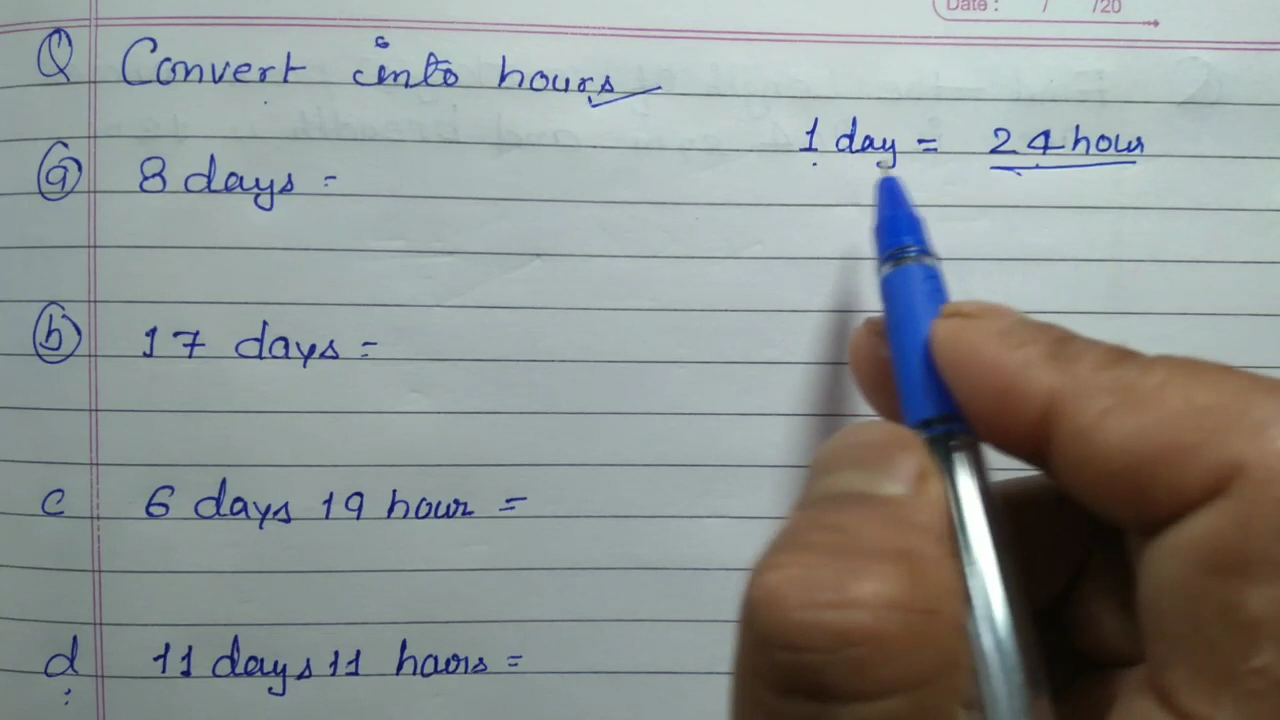 Date : / /20
Q Convert into hours
1 day = 24 hour
a 8 days =
b 17 days =
c 6 days 19 hour =
d 11 days 11 hours =